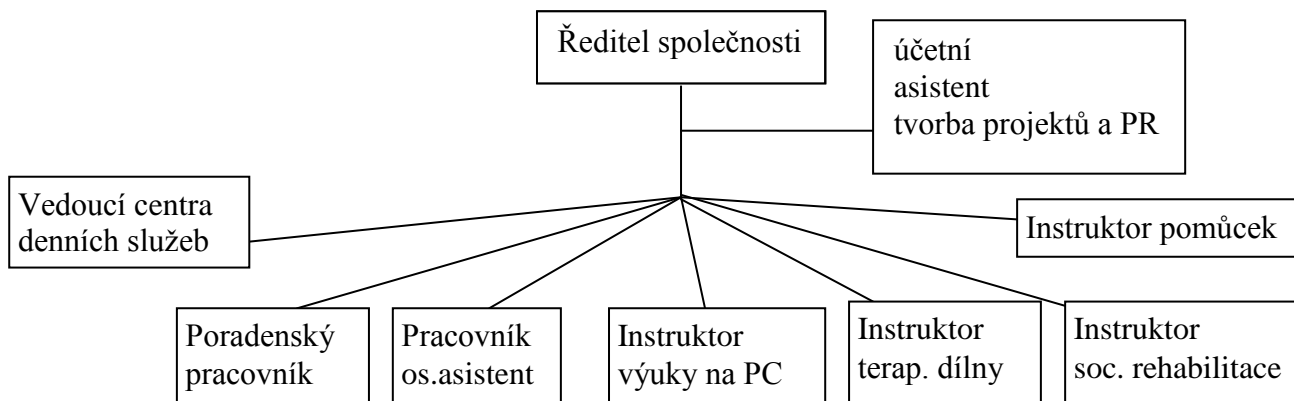 Ředitel společnosti
účetní
asistent
tvorba projektů a PR
Vedoucí centra
denních služeb
Instruktor pomůcek
Poradenský
pracovník
Pracovník
os.asistent
Instruktor
výuky na PC
Instruktor
terap. dílny
Instruktor
soc. rehabilitace